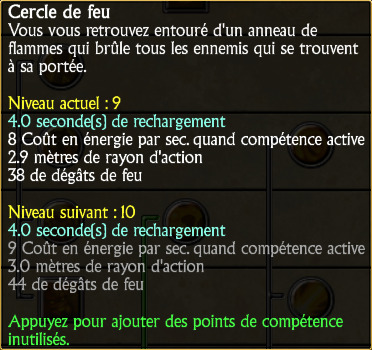 Cercle de feu
Vous vous retrouvez entouré d'un anneau de
flammes qui brûle tous les ennemis qui se trouvent
à sa portée.
Niveau actuel : 9
4.0 seconde(s) de rechargement
8 Coût en énergie par sec. quand compétence active
2.9 mètres de rayon d'action
38 de dégâts de feu
Niveau suivant : 10
4.0 seconde(s) de rechargement
9 Coût en énergie par sec. quand compétence active
3.0 mètres de rayon d'action
44 de dégâts de feu
Appuyez pour ajouter des points de compétence
inutilisés.